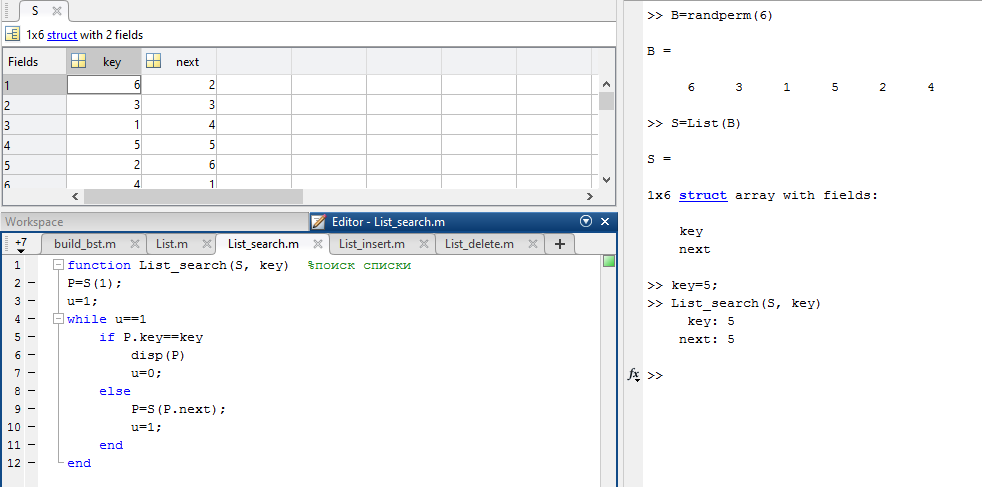 S
1x6 struct with 2 fields
Fields key next
1 6 2
2 3 3
3 1 4
4 5 5
5 2 6
6 4 1
Workspace
Editor - List_search.m
+7 build_bst.m List.m List_search.m List_insert.m List_delete.m +
1 function List_search(S, key) %поиск списки
2 P=S(1);
3 u=1;
4 while u==1
5 if P.key==key
6 disp(P)
7 u=0;
8 else
9 P=S(P.next);
10 u=1;
11 end
12 end
>> B=randperm(6)
B =
6 3 1 5 2 4
>> S=List(B)
S =
1x6 struct array with fields:
key
next
>> key=5;
>> List_search(S, key)
key: 5
next: 5
fx >>